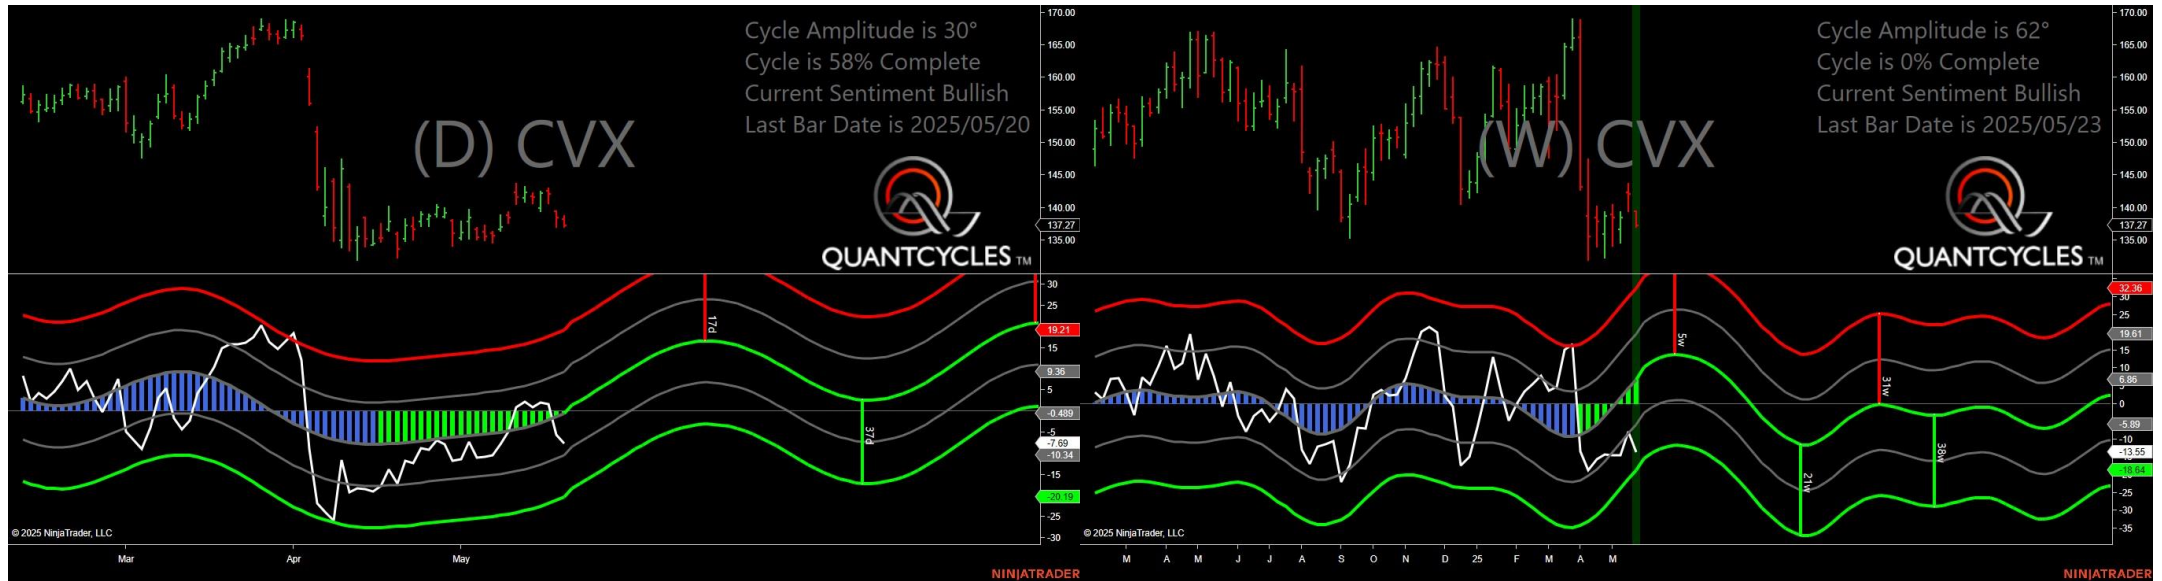 Cycle Amplitude is 30°
Cycle is 58% Complete
Current Sentiment Bullish
Last Bar Date is 2025/05/20
(D) CVX
QUANTCYCLES TM
170.00
165.00
160.00
155.00
150.00
145.00
140.00
137.27
135.00
17d
37d
30
25
19.21
15
9.36
5
-0.489
-5
-7.69
-10.34
-15
-20.19
-25
-30
© 2025 NinjaTrader, LLC
Mar
Apr
May
NINJATRADER
Cycle Amplitude is 62°
Cycle is 0% Complete
Current Sentiment Bullish
Last Bar Date is 2025/05/23
(W) CVX
QUANTCYCLES TM
170.00
165.00
160.00
155.00
150.00
145.00
140.00
137.27
135.00
5w
31w
21w
38w
32.36
30
25
19.61
15
10
6.86
0
-5.89
-10
-13.55
-18.64
-25
-30
-35
© 2025 NinjaTrader, LLC
M A M J J A S O N D 25 F M A M
NINJATRADER